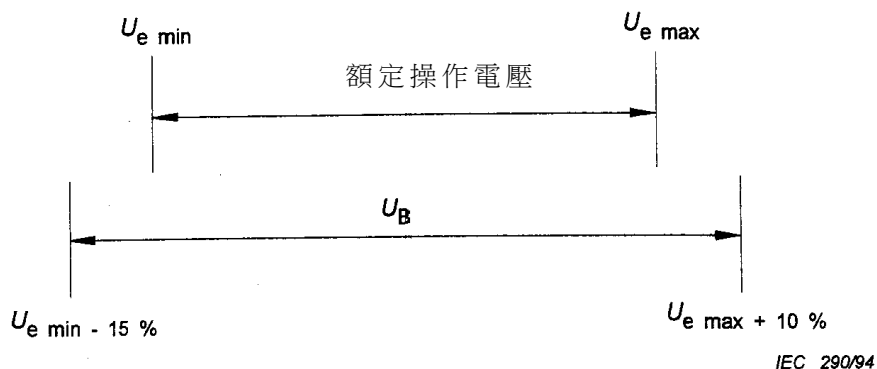 Ue min
Ue max
額定操作電壓
UB
Ue min - 15 %
Ue max + 10 %
IEC 290/94